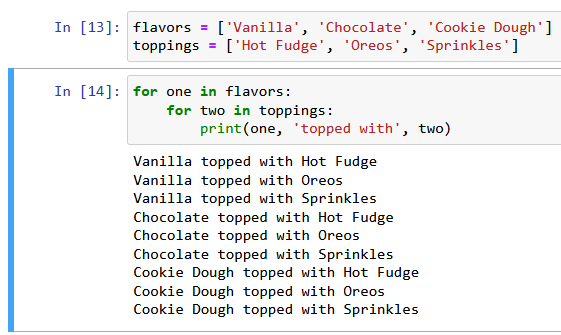 In [13]: flavors = ['Vanilla', 'Chocolate', 'Cookie Dough']
toppings = ['Hot Fudge', 'Oreos', 'Sprinkles']
In [14]: for one in flavors:
    for two in toppings:
        print(one, 'topped with', two)
Vanilla topped with Hot Fudge
Vanilla topped with Oreos
Vanilla topped with Sprinkles
Chocolate topped with Hot Fudge
Chocolate topped with Oreos
Chocolate topped with Sprinkles
Cookie Dough topped with Hot Fudge
Cookie Dough topped with Oreos
Cookie Dough topped with Sprinkles